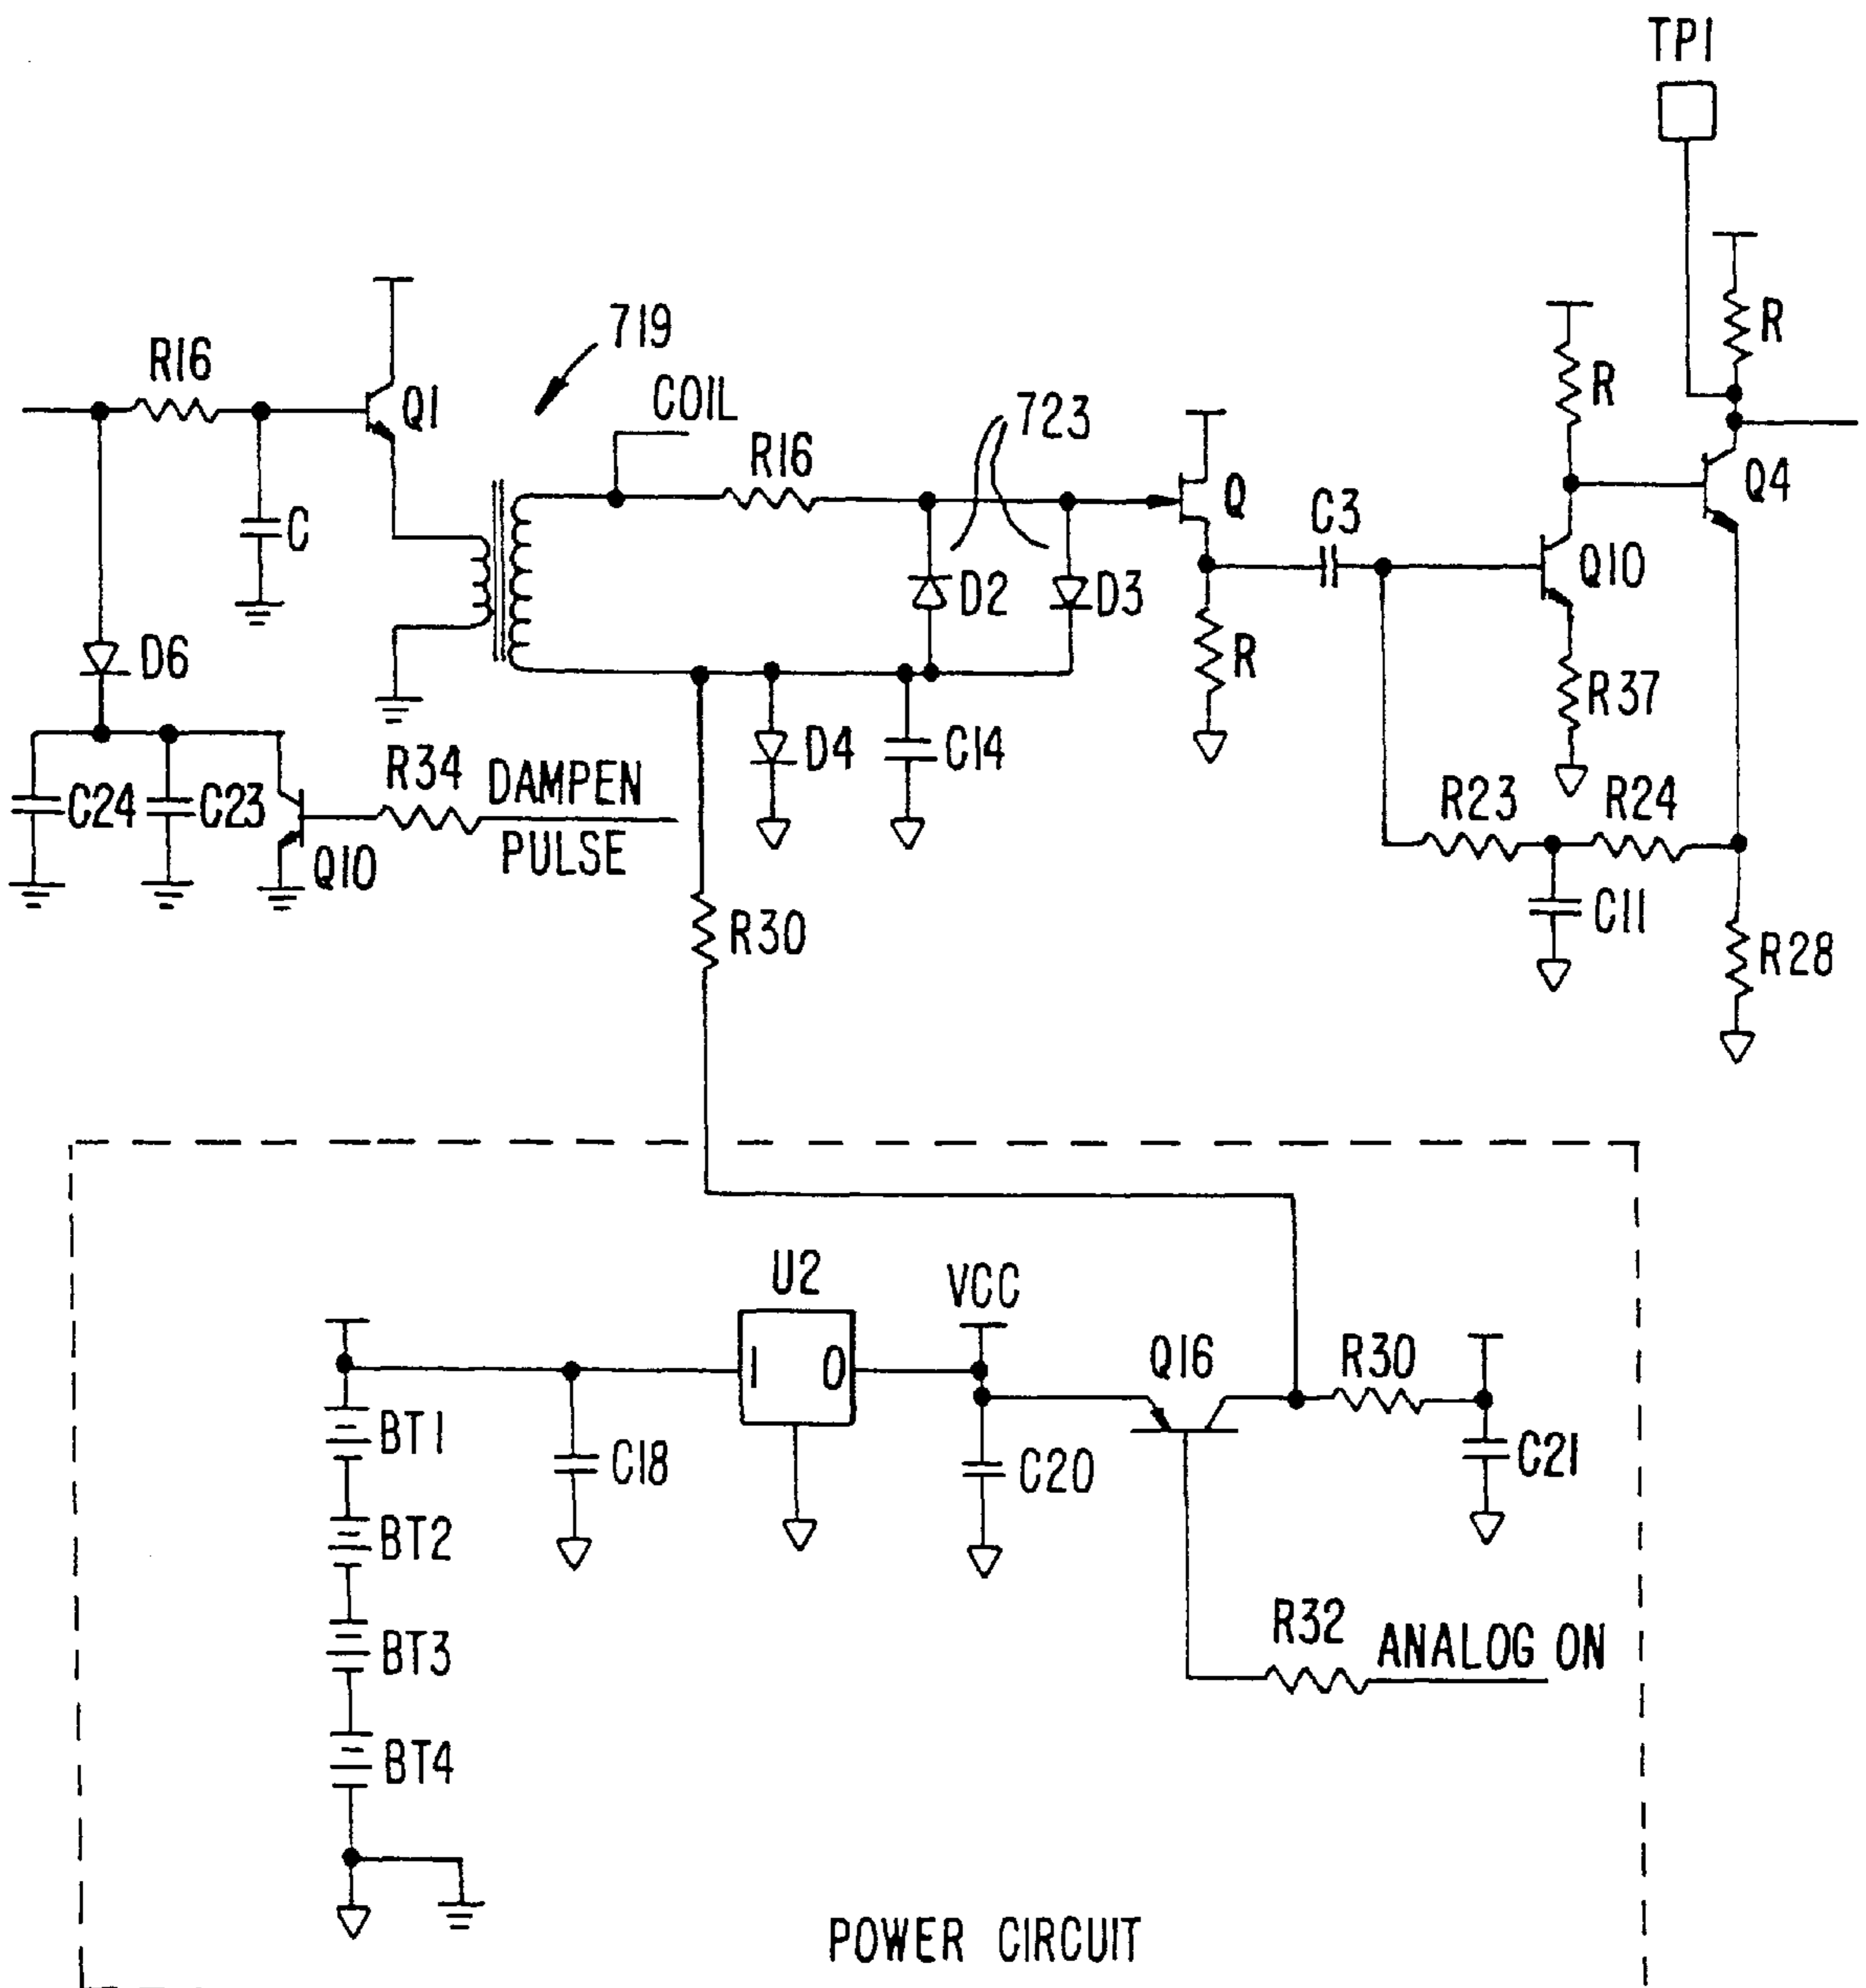 TP1
R
719
R16
Q1
COIL
723
R
R16
Q
C3
Q4
C
Q10
D2
D3
D6
R
R37
C24
C23
R34
DAMPEN
PULSE
D4
C14
R23
R24
Q10
R30
C11
R28
U2
VCC
Q16
R30
I
O
BT1
C18
C20
C21
BT2
BT3
R32
ANALOG ON
BT4
POWER CIRCUIT